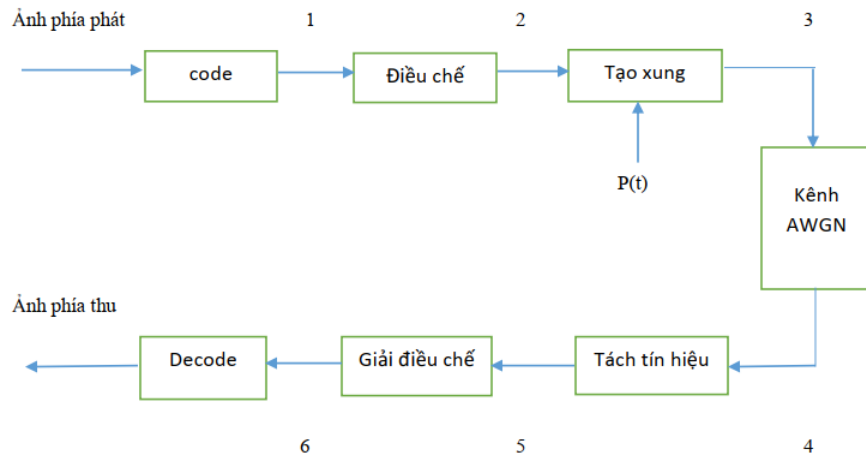 Ảnh phía phát
1
2
3
code
Điều chế
Tạo xung
P(t)
Kênh
AWGN
Ảnh phía thu
Decode
Giải điều chế
Tách tín hiệu
6
5
4